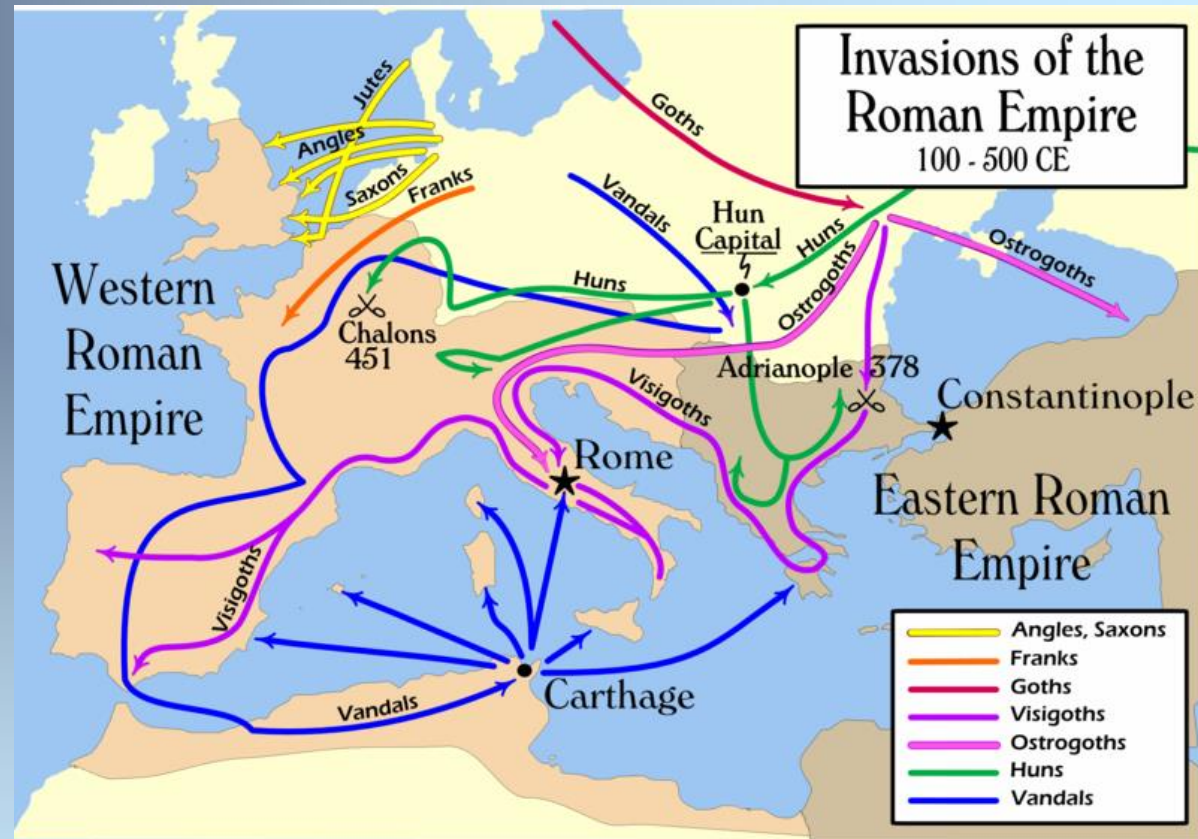 Invasions of the
Roman Empire
100 - 500 CE
Jutes
Angles
Saxons
Franks
Goths
Vandals
Hun
Capital
Huns
Ostrogoths
Ostrogoths
Huns
Western
Roman
Empire
Chalons
451
Adrianople 378
Visigoths
Constantinople
Rome
Eastern Roman
Empire
Visigoths
Carthage
Vandals
Angles, Saxons
Franks
Goths
Visigoths
Ostrogoths
Huns
Vandals